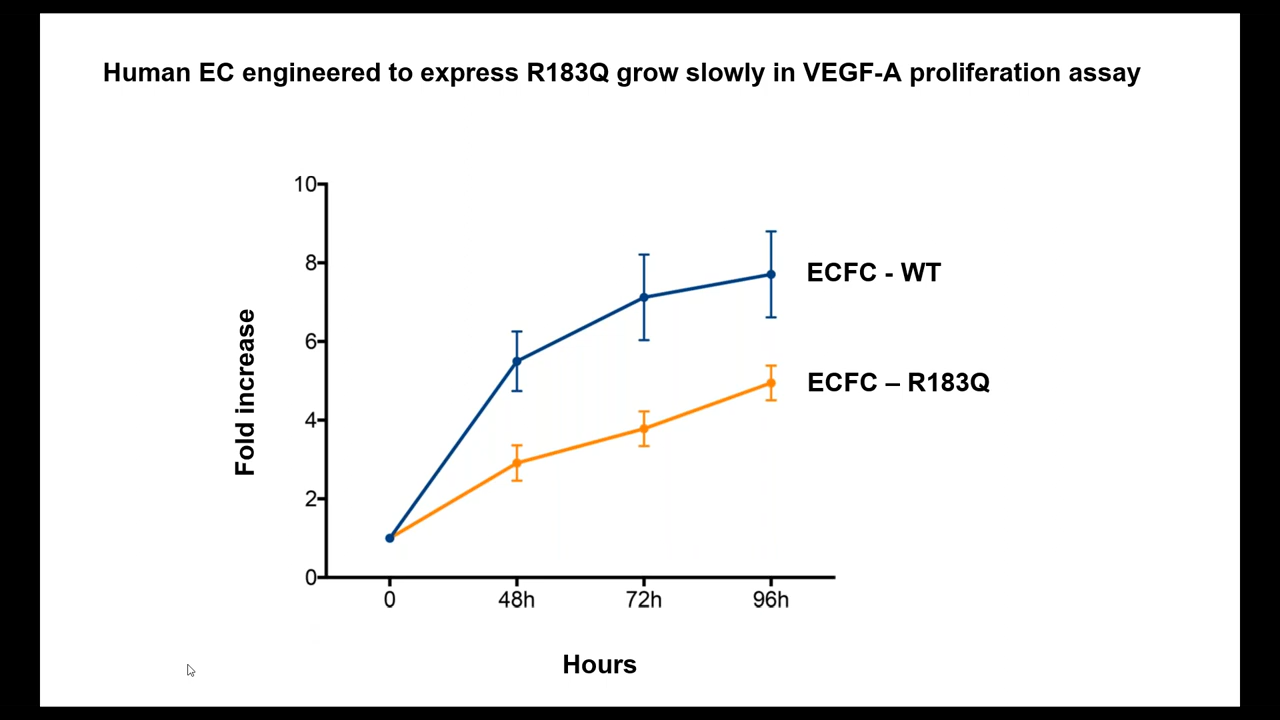 Human EC engineered to express R183Q grow slowly in VEGF-A proliferation assay
10
8
6
4
2
0
Fold increase
ECFC - WT
ECFC – R183Q
0 48h 72h 96h
Hours